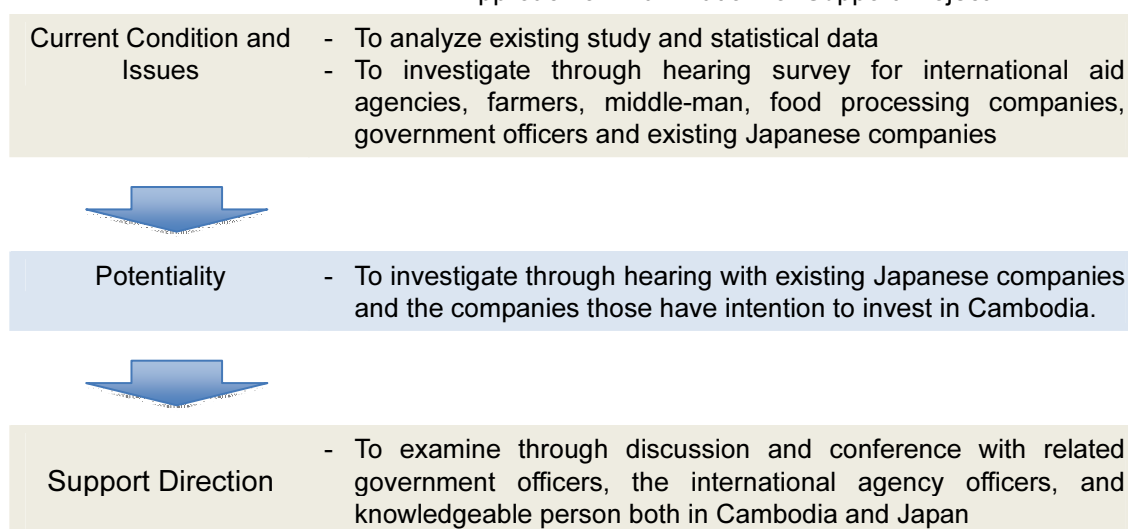 Current Condition and - To analyze existing study and statistical data
Issues - To investigate through hearing survey for international aid
agencies, farmers, middle-man, food processing companies,
government officers and existing Japanese companies
Potentiality - To investigate through hearing with existing Japanese companies
and the companies those have intention to invest in Cambodia.
- To examine through discussion and conference with related
Support Direction government officers, the international agency officers, and
knowledgeable person both in Cambodia and Japan